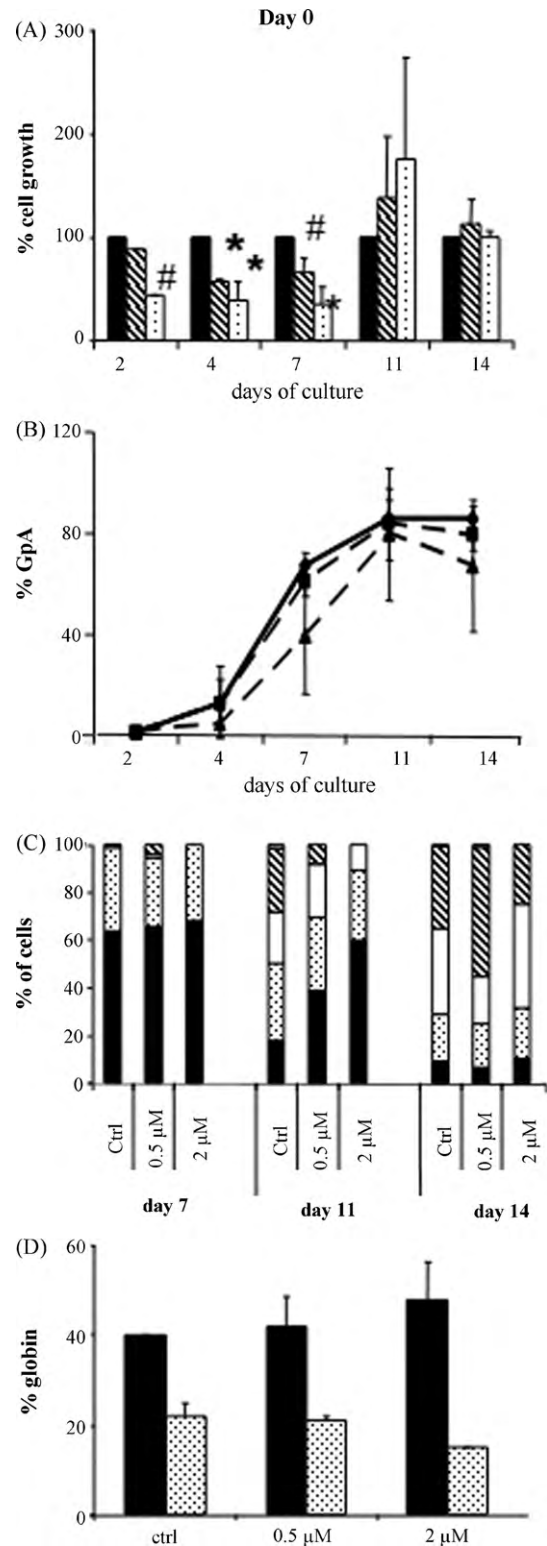 Day 0
(A)
300
200
100
0
% cell growth
# * * # *
2 4 7 11 14
days of culture
(B)
120
80
40
0
% GpA
2 4 7 11 14
days of culture
(C)
100
80
60
40
20
0
% of cells
Ctrl 0.5 µM 2 µM Ctrl 0.5 µM 2 µM Ctrl 0.5 µM 2 µM
day 7 day 11 day 14
(D)
60
40
20
0
% globin
ctrl 0.5 µM 2 µM